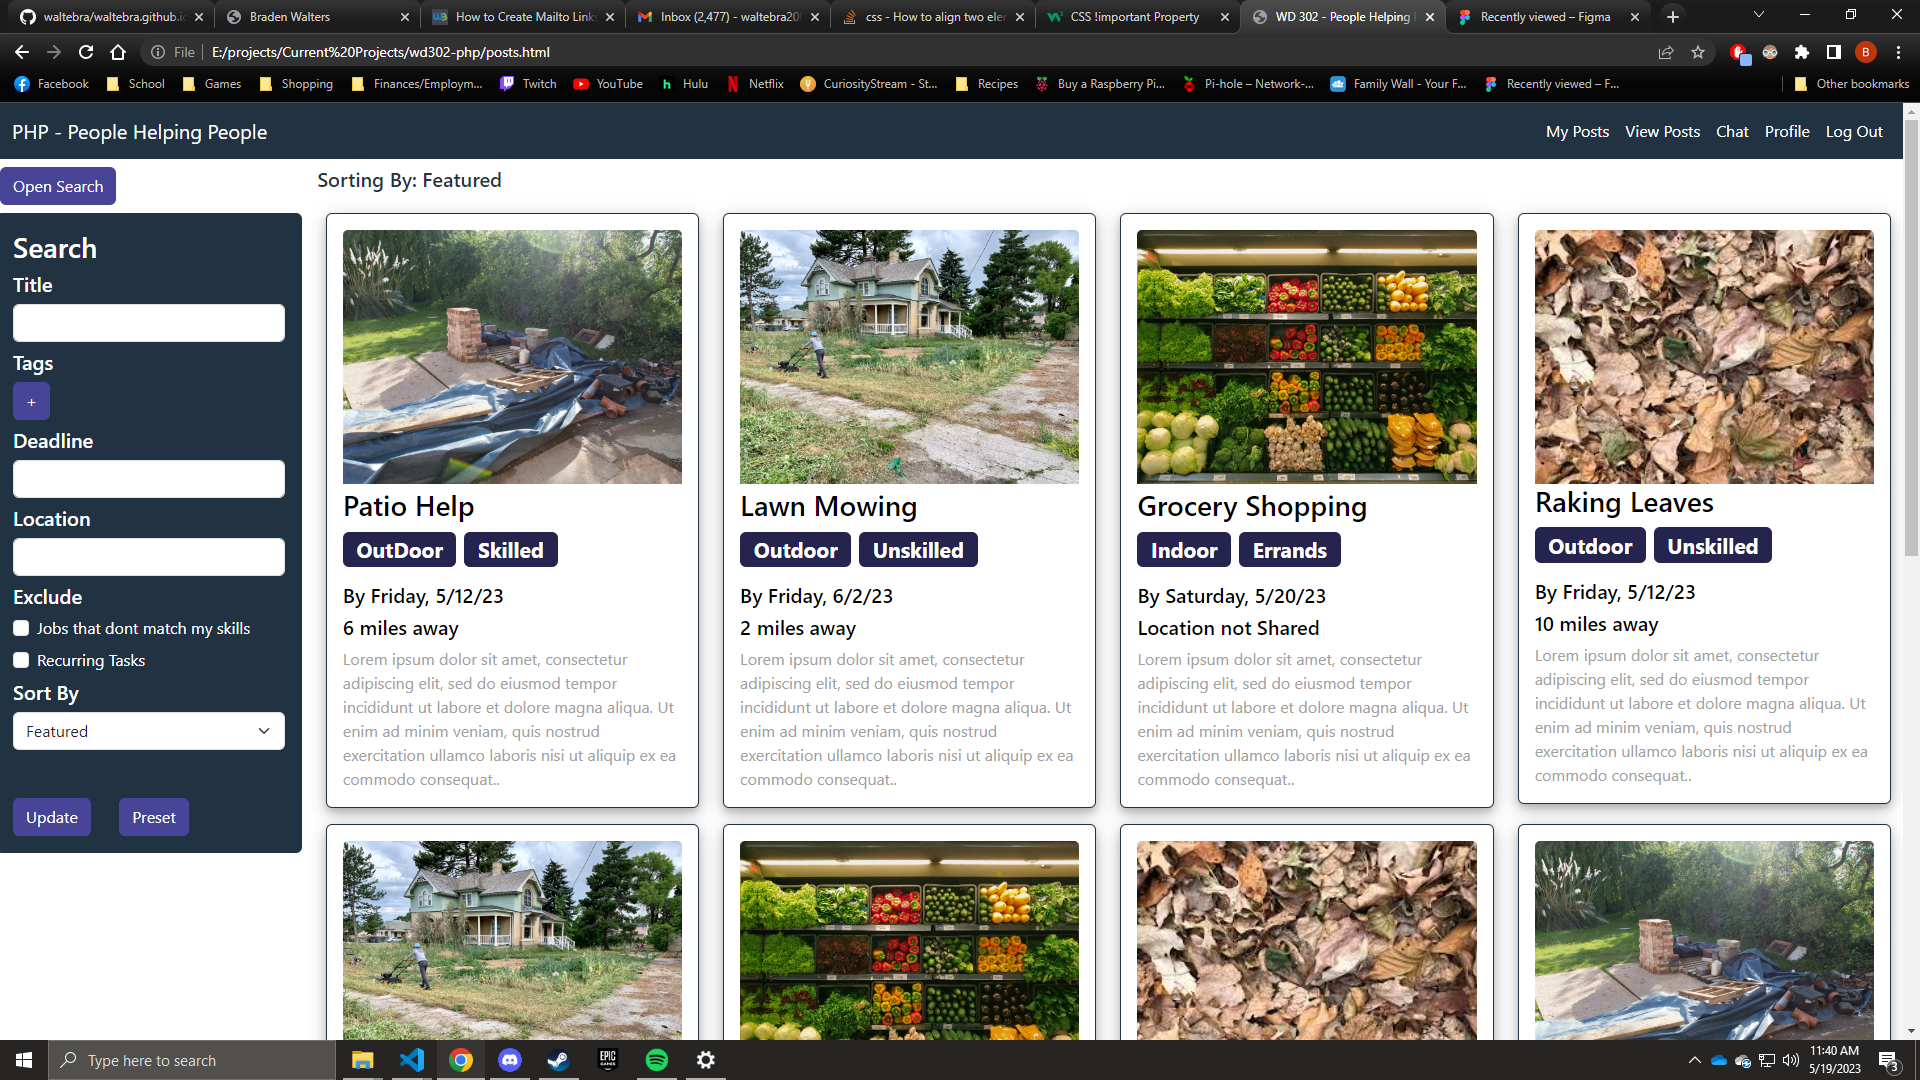 waltebra/waltebra.github.io
Braden Walters
How to Create Mailto Links
Inbox (2,477) - waltebra20
css - How to align two ele
CSS !important Property
WD 302 - People Helping
Recently viewed – Figma
File
E:/projects/Current%20Projects/wd302-php/posts.html
B
Facebook
School
Games
Shopping
Finances/Employm...
Twitch
YouTube
Hulu
Netflix
CuriosityStream - St...
Recipes
Buy a Raspberry Pi...
Pi-hole – Network-...
Family Wall - Your F...
Recently viewed – F...
Other bookmarks
PHP - People Helping People
My Posts
View Posts
Chat
Profile
Log Out
Open Search
Sorting By: Featured
Search
Title
Tags
+
Deadline
Location
Exclude
Jobs that dont match my skills
Recurring Tasks
Sort By
Featured
Update
Preset
Patio Help
OutDoor
Skilled
By Friday, 5/12/23
6 miles away
Lorem ipsum dolor sit amet, consectetur
adipiscing elit, sed do eiusmod tempor
incididunt ut labore et dolore magna aliqua. Ut
enim ad minim veniam, quis nostrud
exercitation ullamco laboris nisi ut aliquip ex ea
commodo consequat..
Lawn Mowing
Outdoor
Unskilled
By Friday, 6/2/23
2 miles away
Lorem ipsum dolor sit amet, consectetur
adipiscing elit, sed do eiusmod tempor
incididunt ut labore et dolore magna aliqua. Ut
enim ad minim veniam, quis nostrud
exercitation ullamco laboris nisi ut aliquip ex ea
commodo consequat..
Grocery Shopping
Indoor
Errands
By Saturday, 5/20/23
Location not Shared
Lorem ipsum dolor sit amet, consectetur
adipiscing elit, sed do eiusmod tempor
incididunt ut labore et dolore magna aliqua. Ut
enim ad minim veniam, quis nostrud
exercitation ullamco laboris nisi ut aliquip ex ea
commodo consequat..
Raking Leaves
Outdoor
Unskilled
By Friday, 5/12/23
10 miles away
Lorem ipsum dolor sit amet, consectetur
adipiscing elit, sed do eiusmod tempor
incididunt ut labore et dolore magna aliqua. Ut
enim ad minim veniam, quis nostrud
exercitation ullamco laboris nisi ut aliquip ex ea
commodo consequat..
Type here to search
EPIC
GAMES
11:40 AM
5/19/2023
3